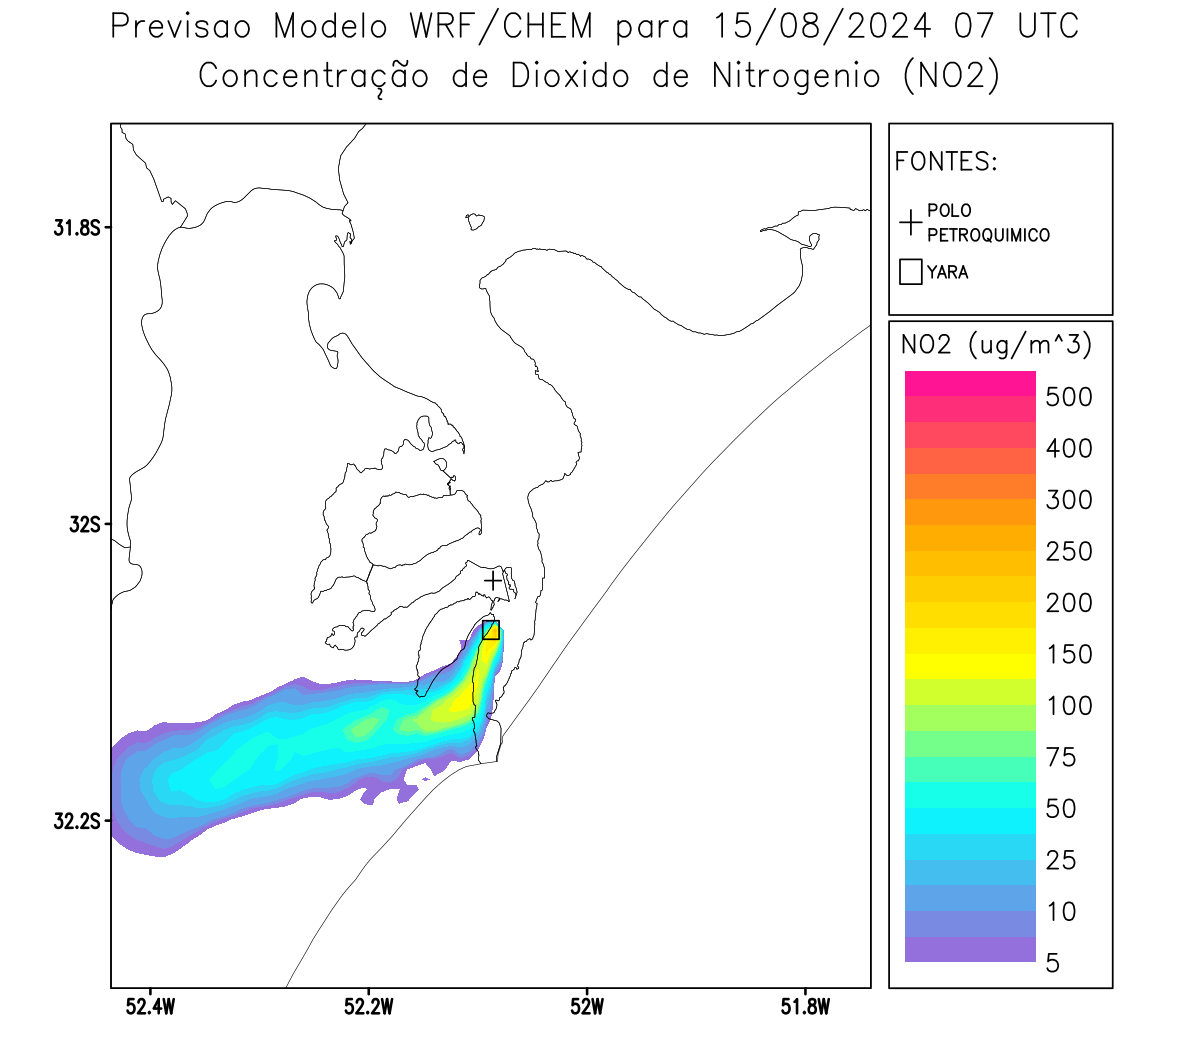 Previsao Modelo WRF/CHEM para 15/08/2024 07 UTC
Concentração de Dioxido de Nitrogenio (NO2)
FONTES:
POLO
PETROQUIMICO
YARA
NO2 (ug/m^3)
500
400
300
250
200
150
100
75
50
25
10
5
31.8S
32S
32.2S
52.4W
52.2W
52W
51.8W